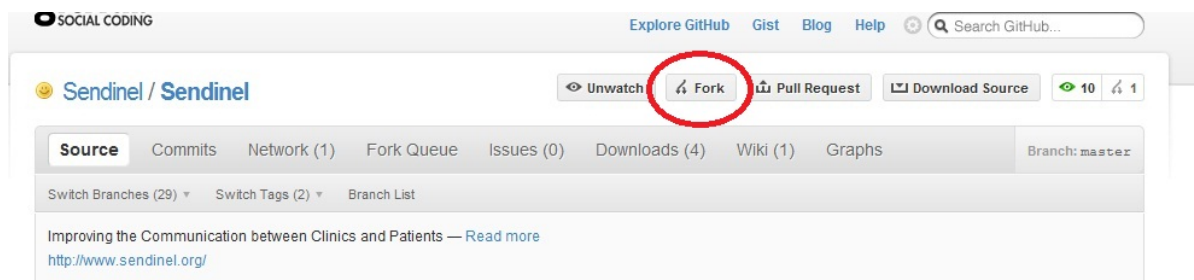 SOCIAL CODING
Explore GitHub Gist Blog Help Search GitHub...
Sendinel / Sendinel
Unwatch Fork Pull Request Download Source 10 1
Source Commits Network (1) Fork Queue Issues (0) Downloads (4) Wiki (1) Graphs Branch: master
Switch Branches (29) Switch Tags (2) Branch List
Improving the Communication between Clinics and Patients — Read more
http://www.sendinel.org/